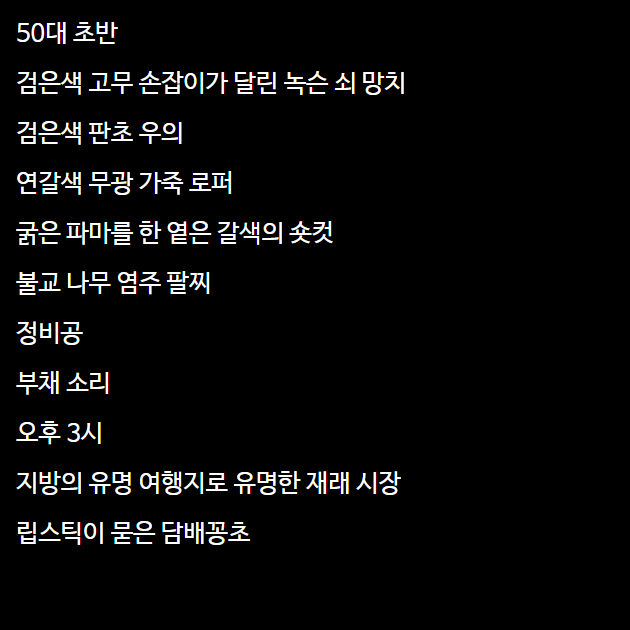 50대 초반
검은색 고무 손잡이가 달린 녹슨 쇠 망치
검은색 판초 우의
연갈색 무광 가죽 로퍼
굵은 파마를 한 옅은 갈색의 숏컷
불교 나무 염주 팔찌
정비공
부채 소리
오후 3시
지방의 유명 여행지로 유명한 재래 시장
립스틱이 묻은 담배꽁초